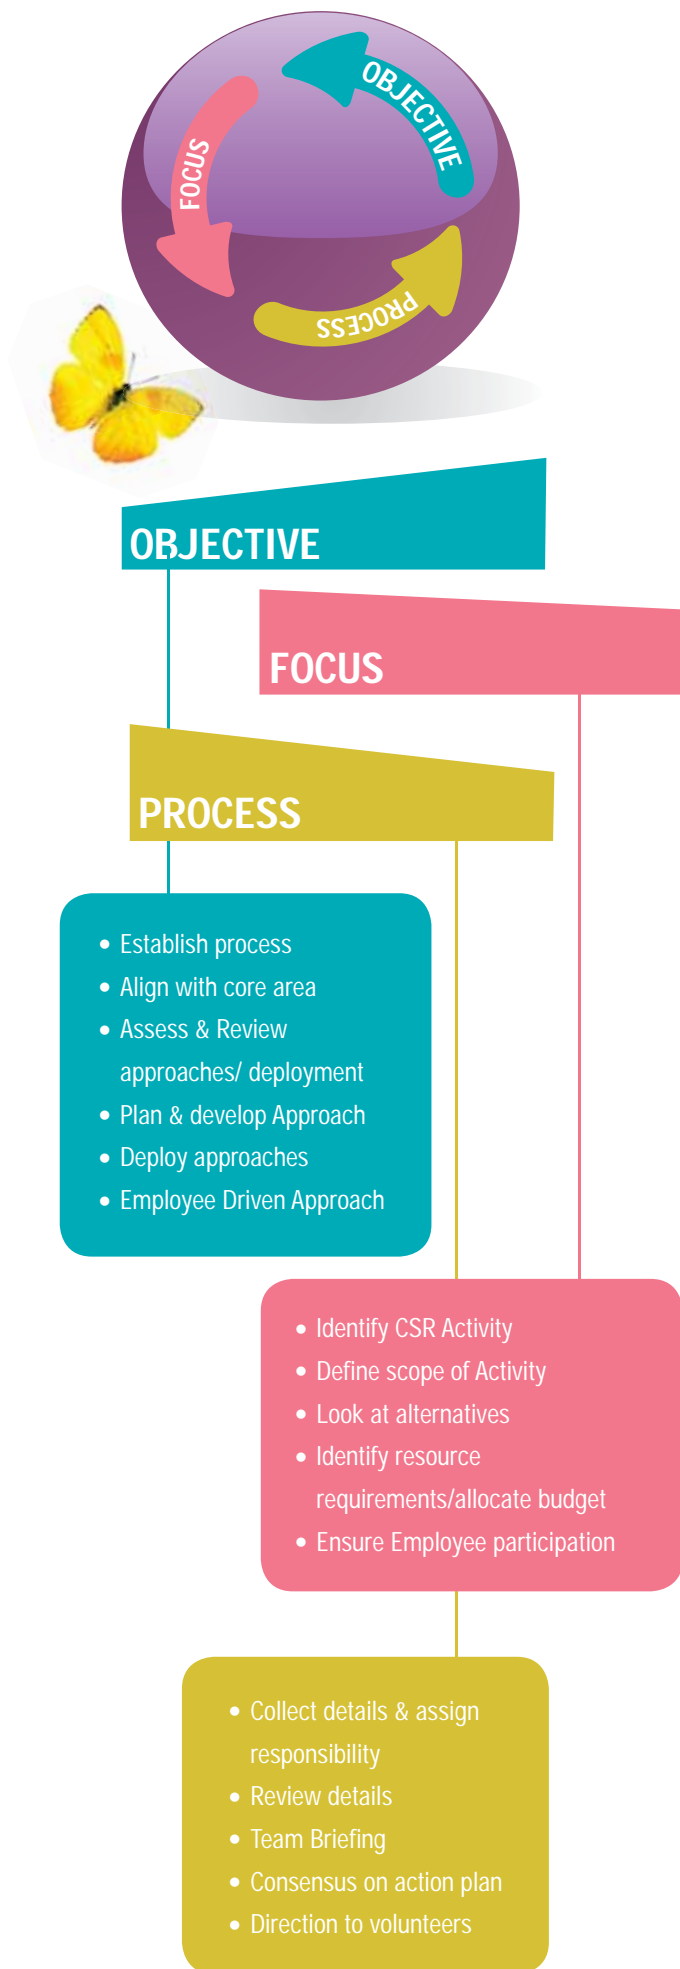 OBJECTIVE
FOCUS
PROCESS
OBJECTIVE
FOCUS
PROCESS
• Establish process
• Align with core area
• Assess & Review
approaches/ deployment
• Plan & develop Approach
• Deploy approaches
• Employee Driven Approach
• Identify CSR Activity
• Define scope of Activity
• Look at alternatives
• Identify resource
requirements/allocate budget
• Ensure Employee participation
• Collect details & assign
responsibility
• Review details
• Team Briefing
• Consensus on action plan
• Direction to volunteers